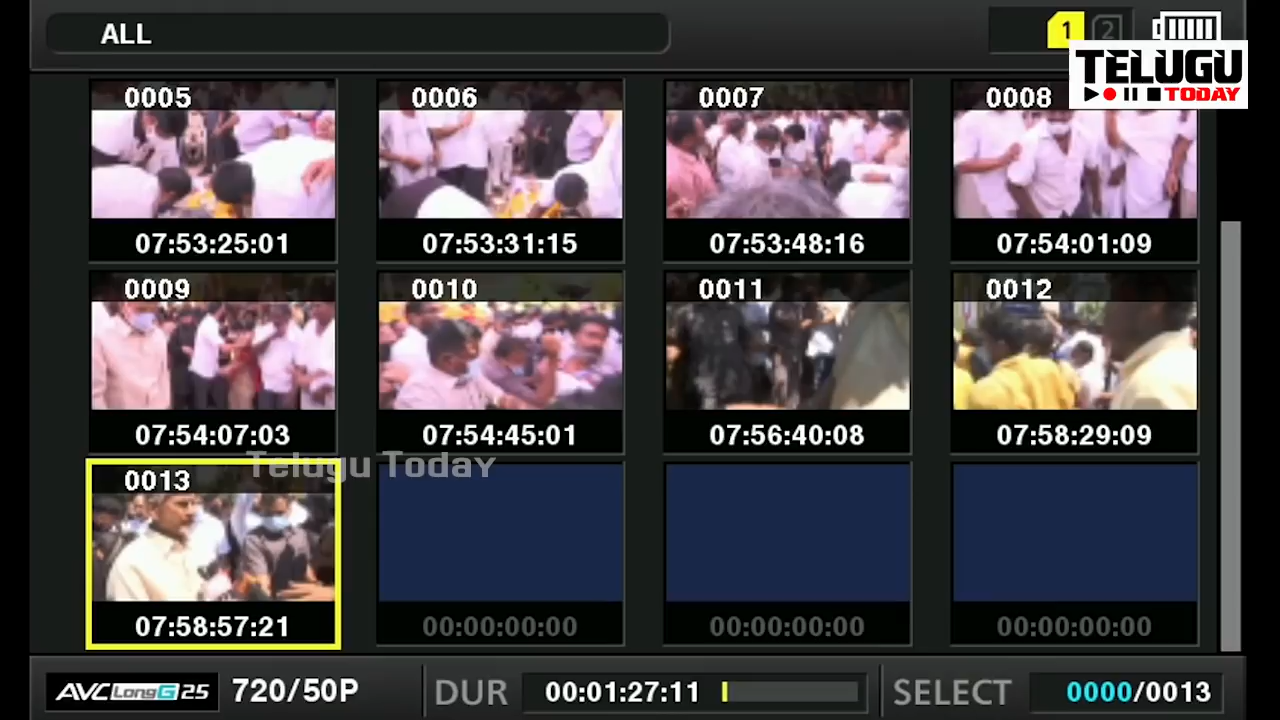 ALL
1 2
TELUGU
TODAY
0005 0006 0007 0008
07:53:25:01 07:53:31:15 07:53:48:16 07:54:01:09
0009 0010 0011 0012
07:54:07:03 07:54:45:01 07:56:40:08 07:58:29:09
Telugu Today
0013
07:58:57:21 00:00:00:00 00:00:00:00 00:00:00:00
AVC LongG 25 720/50P DUR 00:01:27:11 SELECT 0000/0013